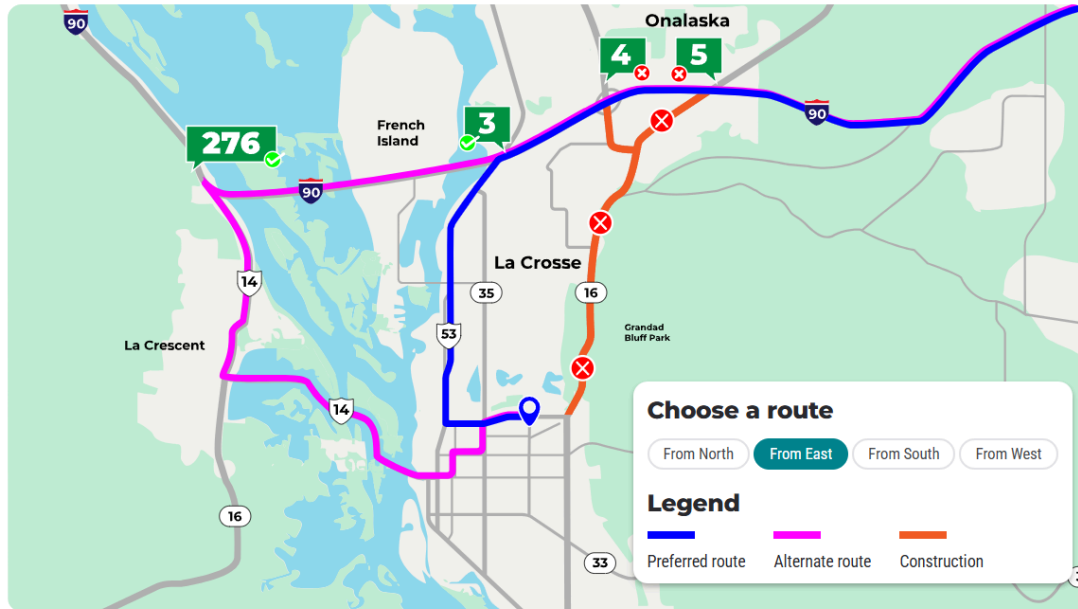 90
Onalaska
4
5
French
Island
3
276
90
90
La Crosse
14
35
16
53
Grandad
Bluff Park
La Crescent
14
16
33
Choose a route
From North
From East
From South
From West
Legend
Preferred route
Alternate route
Construction